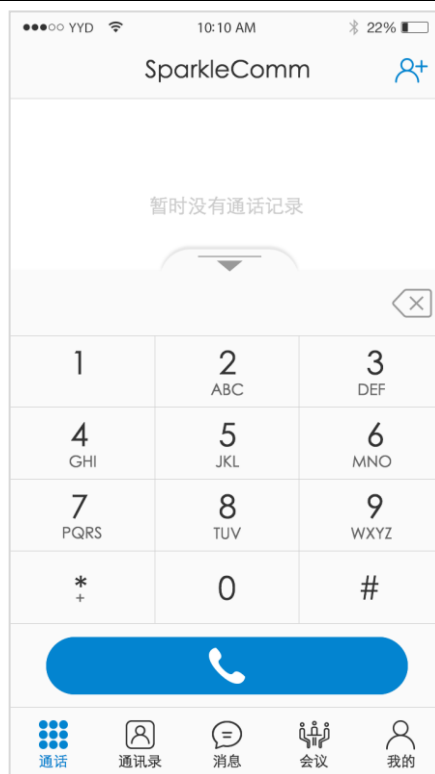 YYD 10:10 AM 22%
SparkleComm
暂时没有通话记录
1 2 3
ABC DEF
4 5 6
GHI JKL MNO
7 8 9
PQRS TUV WXYZ
* 0 #
+
通话 通讯录 消息 会议 我的